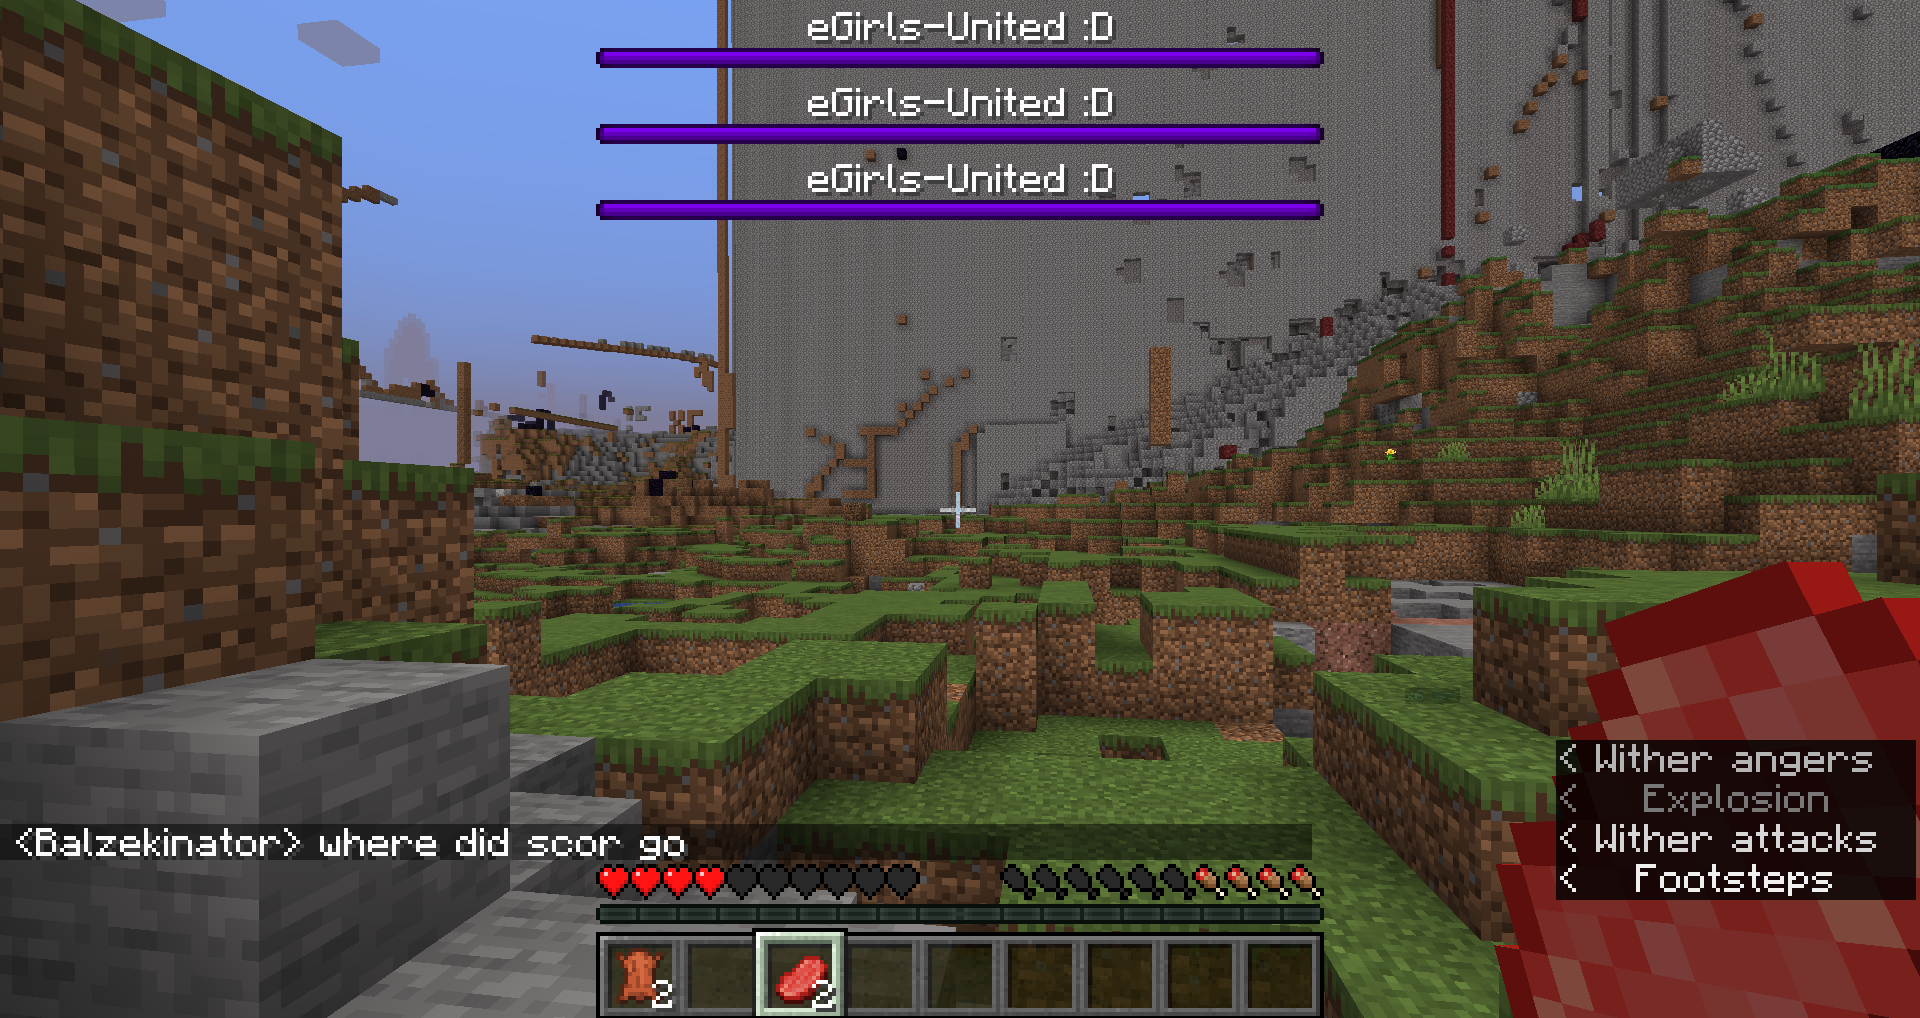 eGirls-United :D
eGirls-United :D
eGirls-United :D
< Wither angers
< Explosion
< Wither attacks
< Footsteps
<Balzekinator> where did scor go
2
2